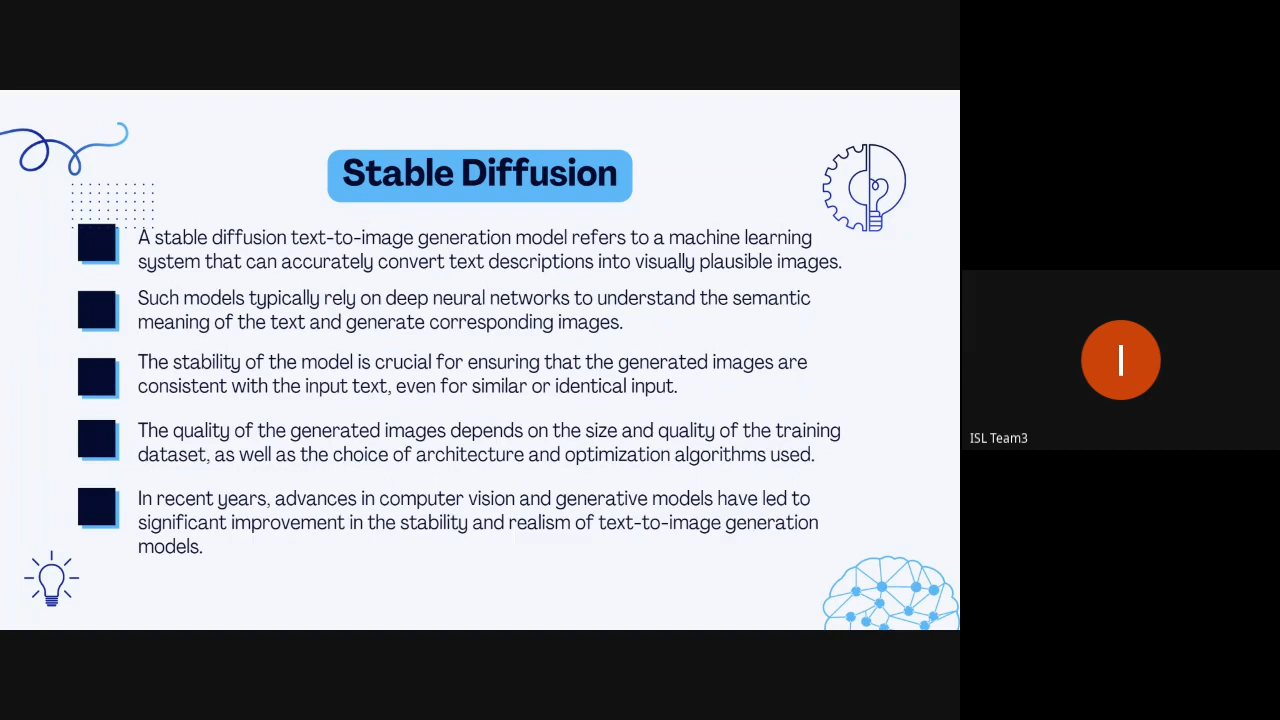 Stable Diffusion
A stable diffusion text-to-image generation model refers to a machine learning
system that can accurately convert text descriptions into visually plausible images.
Such models typically rely on deep neural networks to understand the semantic
meaning of the text and generate corresponding images.
The stability of the model is crucial for ensuring that the generated images are
consistent with the input text, even for similar or identical input.
The quality of the generated images depends on the size and quality of the training
dataset, as well as the choice of architecture and optimization algorithms used.
In recent years, advances in computer vision and generative models have led to
significant improvement in the stability and realism of text-to-image generation
models.
I
ISL Team3